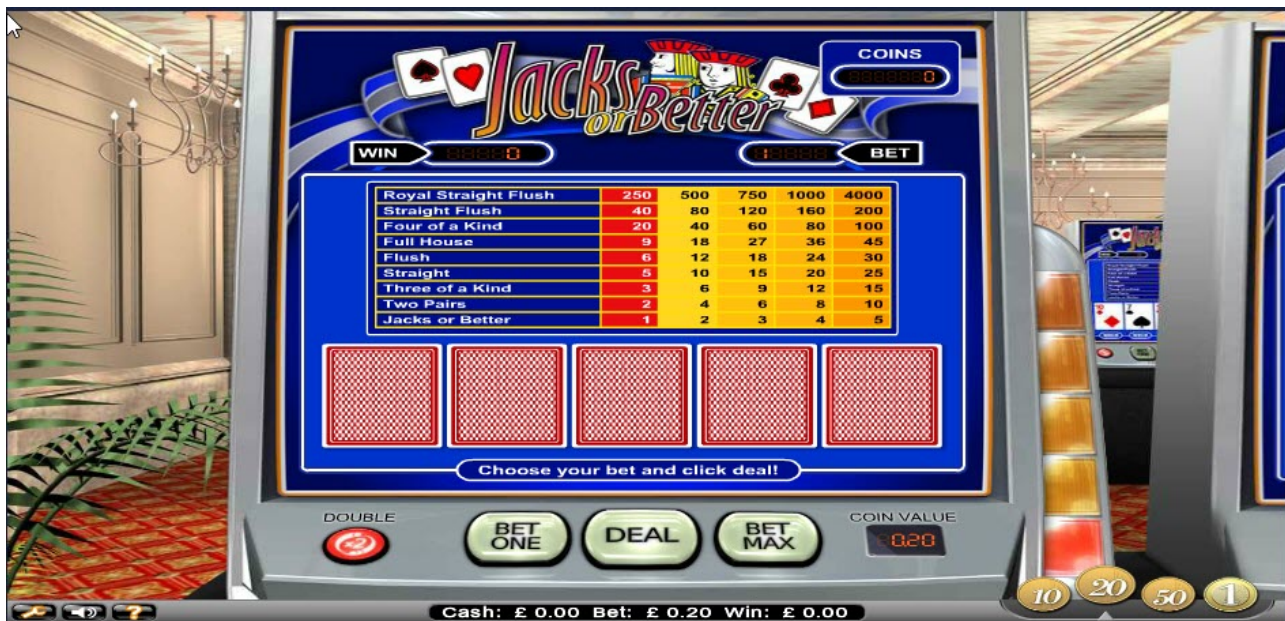 Jacks
or Better
COINS
0
WIN 0
1 BET
Royal Straight Flush 250 500 750 1000 4000
Straight Flush 40 80 120 160 200
Four of a Kind 20 40 60 80 100
Full House 9 18 27 36 45
Flush 6 12 18 24 30
Straight 5 10 15 20 25
Three of a Kind 3 6 9 12 15
Two Pairs 2 4 6 8 10
Jacks or Better 1 2 3 4 5
Choose your bet and click deal!
DOUBLE
x2
BET
ONE
DEAL
BET
MAX
COIN VALUE
0.20
10 20 50 1
?
Cash: £ 0.00 Bet: £ 0.20 Win: £ 0.00